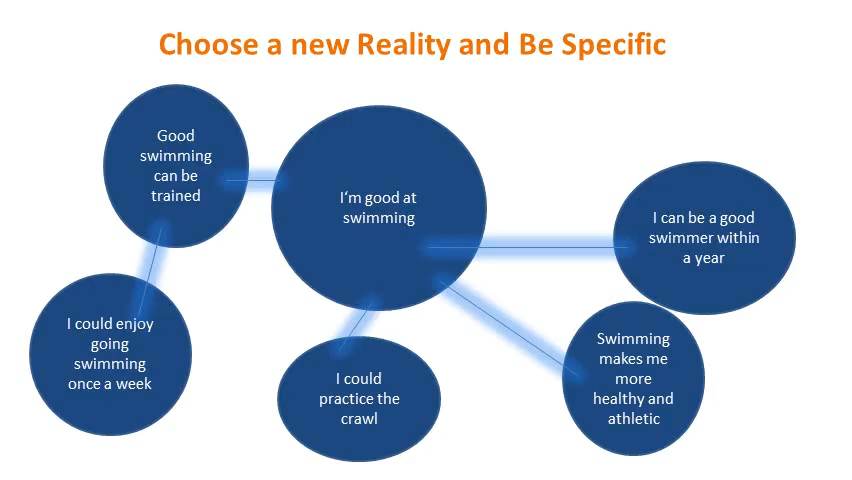 Choose a new Reality and Be Specific
Good
swimming
can be
trained
I'm good at
swimming
I can be a good
swimmer within
a year
I could enjoy
going
swimming
once a week
I could
practice the
crawl
Swimming
makes me
more
healthy and
athletic